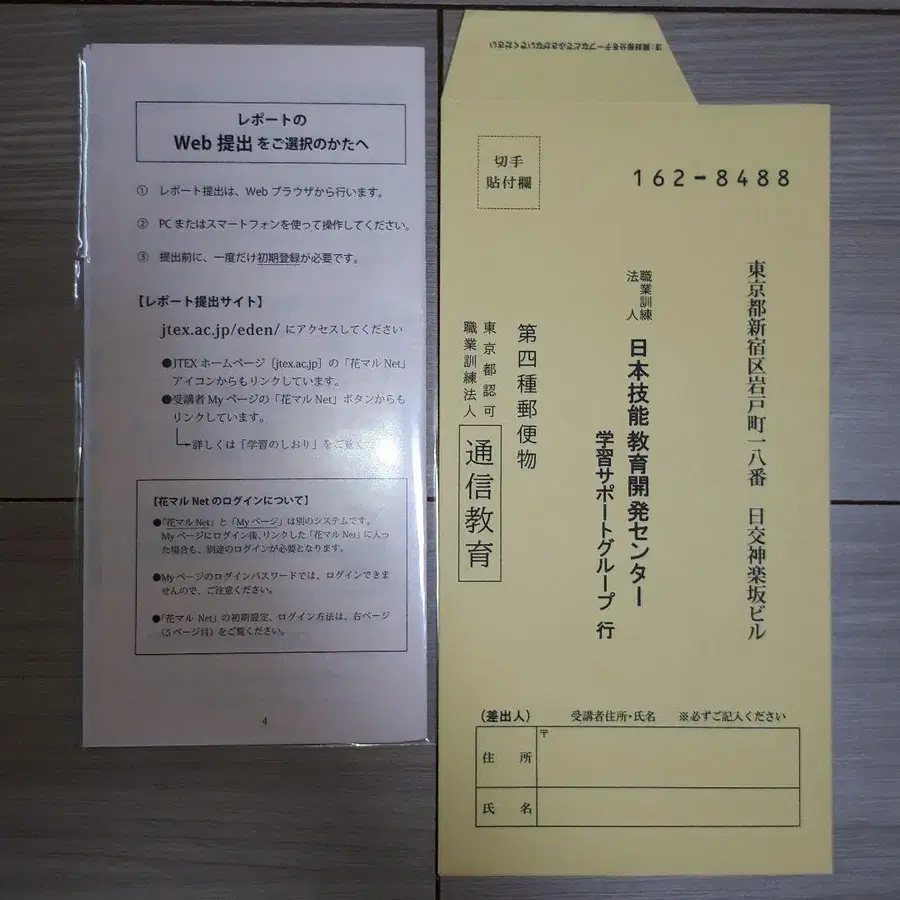 レポートの
Web 提出 をご選択のかたへ
① レポート提出は、Web ブラウザから行います。
② PC またはスマートフォンを使って操作してください。
③ 提出前に、一度だけ初期登録が必要です。
【レポート提出サイト】
jtex.ac.jp/eden/ にアクセスしてください
●JTEX ホームページ［jtex.ac.jp］の「花マル Net」
アイコンからもリンクしています。
●受講者 My ページの「花マル Net」ボタンからも
リンクしています。
詳しくは「学習のしおり」をご覧く
【花マル Net のログインについて】
●「花マル Net」と「My ページ」は別のシステムです。
My ページにログイン後、リンクした「花マル Net」に入っ
た場合も、別途のログインが必要となります。
●My ページのログインパスワードでは、ログインできま
せんので、ご注意ください。
●「花マル Net」の初期設定、ログイン方法は、右ページ
（5 ページ目）をご覧ください。
4
切手
貼付欄
162-8488
東京都新宿区岩戸町一八番 日交神楽坂ビル
職業訓練
法人
日本技能教育開発センター
学習サポートグループ 行
第四種郵便物
東京都認可
職業訓練法人
通信教育
（差出人） 受講者住所・氏名 ※必ずご記入ください
住所 〒
氏名